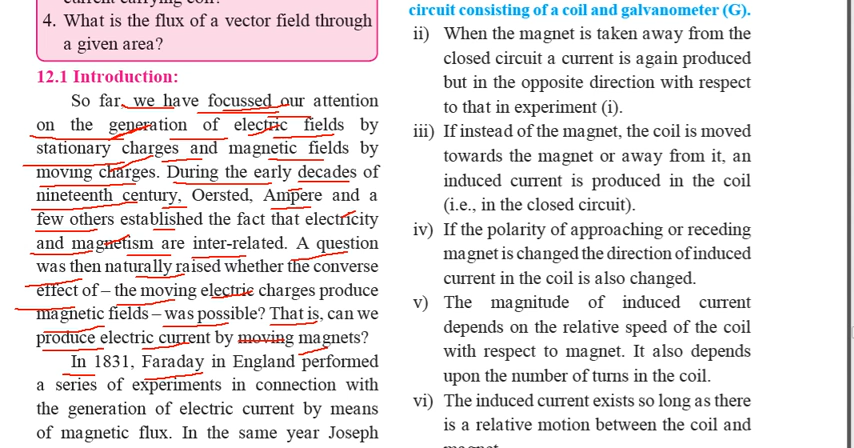 4. What is the flux of a vector field through
a given area?
12.1 Introduction:
So far, we have focussed our attention
on the generation of electric fields by
stationary charges and magnetic fields by
moving charges. During the early decades of
nineteenth century, Oersted, Ampere and a
few others established the fact that electricity
and magnetism are inter-related. A question
was then naturally raised whether the converse
effect of – the moving electric charges produce
magnetic fields – was possible? That is, can we
produce electric current by moving magnets?
In 1831, Faraday in England performed
a series of experiments in connection with
the generation of electric current by means
of magnetic flux. In the same year Joseph
circuit consisting of a coil and galvanometer (G).
ii) When the magnet is taken away from the
closed circuit a current is again produced
but in the opposite direction with respect
to that in experiment (i).
iii) If instead of the magnet, the coil is moved
towards the magnet or away from it, an
induced current is produced in the coil
(i.e., in the closed circuit).
iv) If the polarity of approaching or receding
magnet is changed the direction of induced
current in the coil is also changed.
v) The magnitude of induced current
depends on the relative speed of the coil
with respect to magnet. It also depends
upon the number of turns in the coil.
vi) The induced current exists so long as there
is a relative motion between the coil and